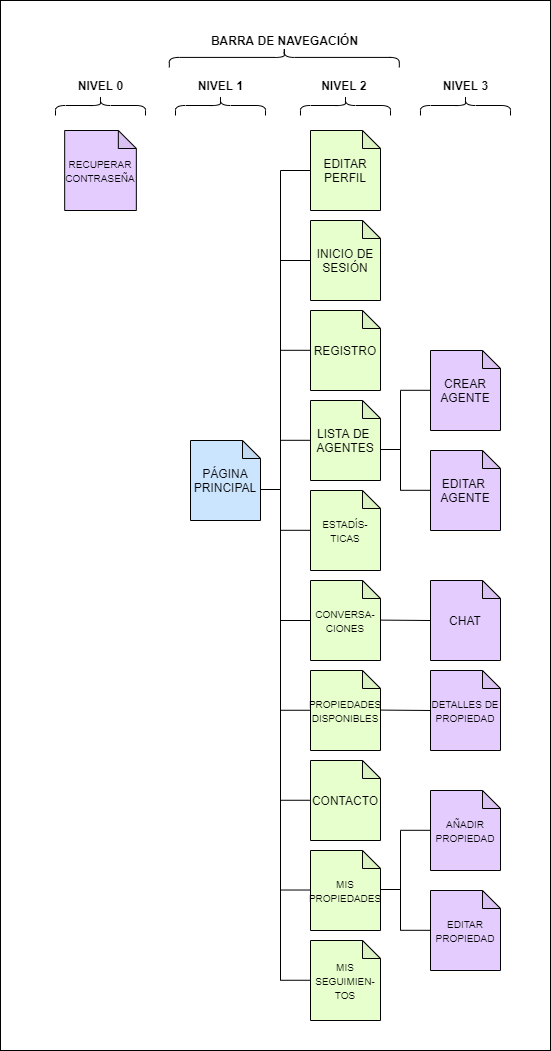 BARRA DE NAVEGACIÓN
NIVEL 0
NIVEL 1
NIVEL 2
NIVEL 3
RECUPERAR
CONTRASEÑA
PÁGINA
PRINCIPAL
EDITAR
PERFIL
INICIO DE
SESIÓN
REGISTRO
LISTA DE
AGENTES
CREAR
AGENTE
EDITAR
AGENTE
ESTADÍS-
TICAS
CONVERSA-
CIONES
CHAT
PROPIEDADES
DISPONIBLES
DETALLES DE
PROPIEDAD
CONTACTO
MIS
PROPIEDADES
AÑADIR
PROPIEDAD
EDITAR
PROPIEDAD
MIS
SEGUIMIEN-
TOS